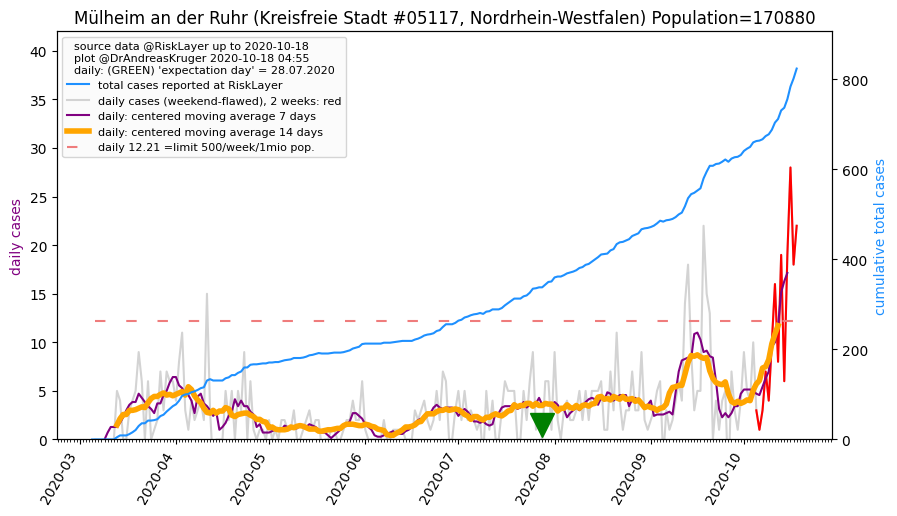 Mülheim an der Ruhr (Kreisfreie Stadt #05117, Nordrhein-Westfalen) Population=170880
source data @RiskLayer up to 2020-10-18
plot @DrAndreasKruger 2020-10-18 04:55
daily: (GREEN) 'expectation day' = 28.07.2020
total cases reported at RiskLayer
daily cases (weekend-flawed), 2 weeks: red
daily: centered moving average 7 days
daily: centered moving average 14 days
daily 12.21 =limit 500/week/1mio pop.
daily cases
40
35
30
25
20
15
10
5
0
800
600
400
200
0
cumulative total cases
2020-03
2020-04
2020-05
2020-06
2020-07
2020-08
2020-09
2020-10